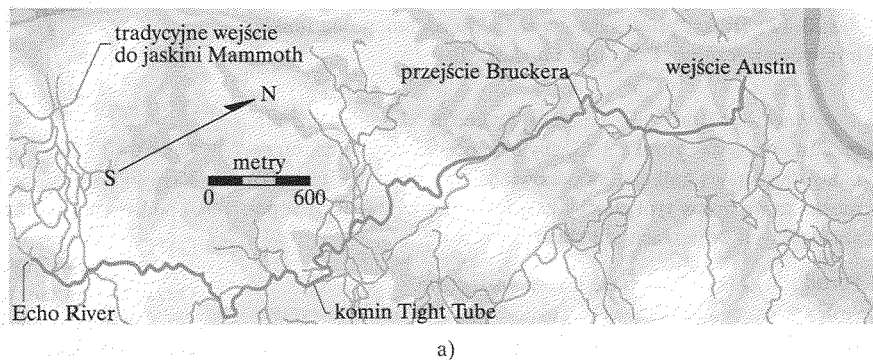 tradycyjne wejście
do jaskini Mammoth
przejście Bruckera
wejście Austin
N
S
metry
0 600
Echo River
komin Tight Tube
a)